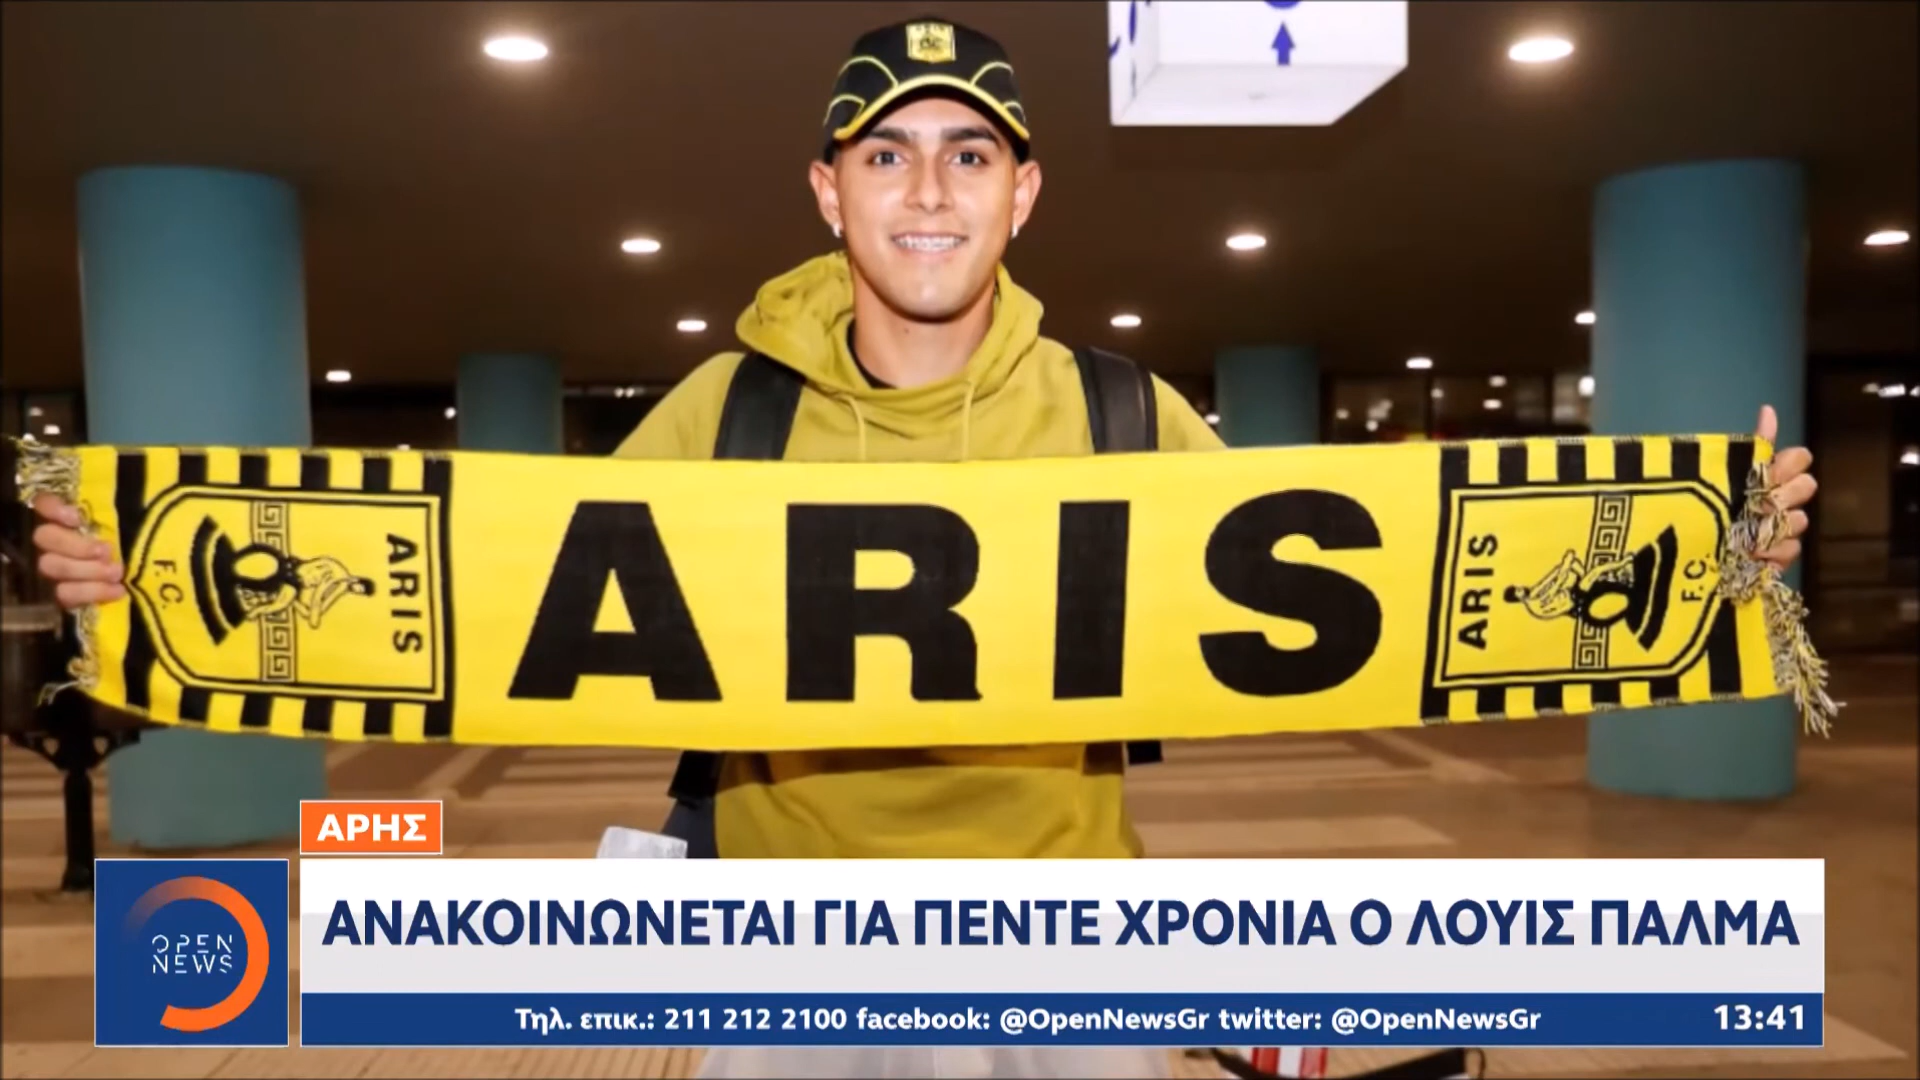 ARIS
F.C.
ARIS
ARIS
F.C.
ΑΡΗΣ
ΑΝΑΚΟΙΝΩΝΕΤΑΙ ΓΙΑ ΠΕΝΤΕ ΧΡΟΝΙΑ Ο ΛΟΥΙΣ ΠΑΛΜΑ
OPEN
NEWS
Τηλ. επικ.: 211 212 2100 facebook: @OpenNewsGr twitter: @OpenNewsGr
13:41